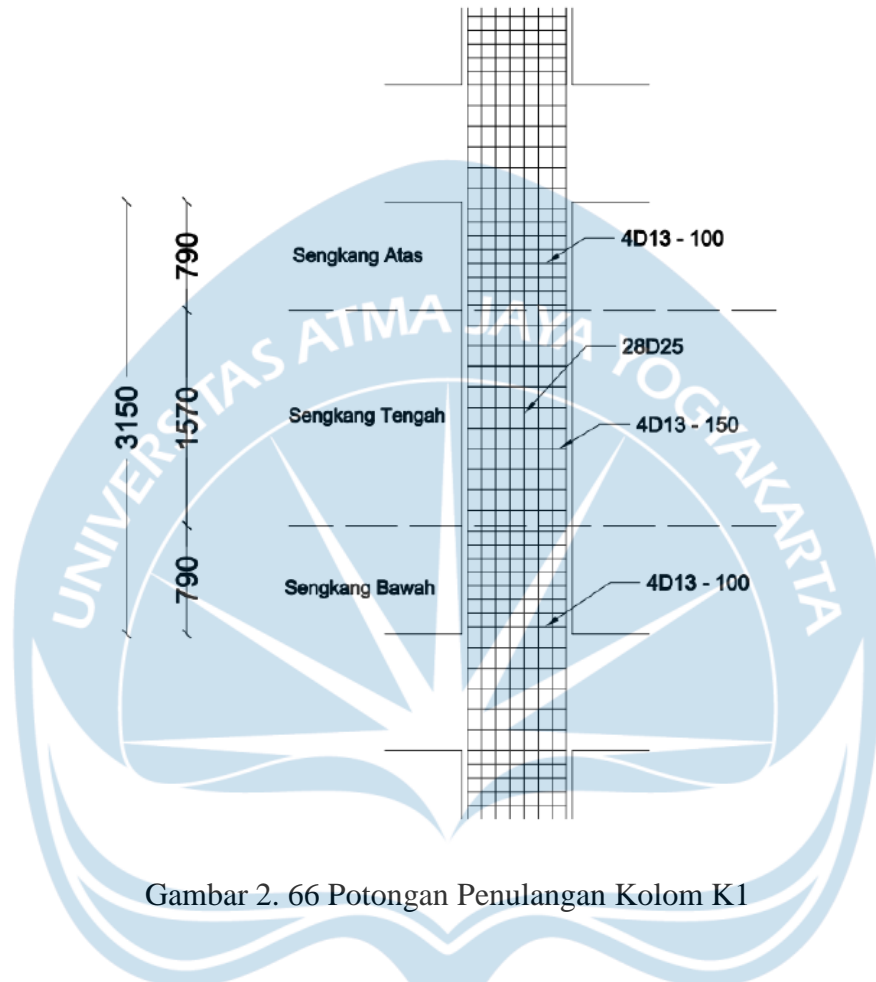 790
Sengkang Atas
4D13 - 100
UNIVERSITAS ATMA JAYA YOGYAKARTA
28D25
3150
1570
Sengkang Tengah
4D13 - 150
790
Sengkang Bawah
4D13 - 100
Gambar 2. 66 Potongan Penulangan Kolom K1